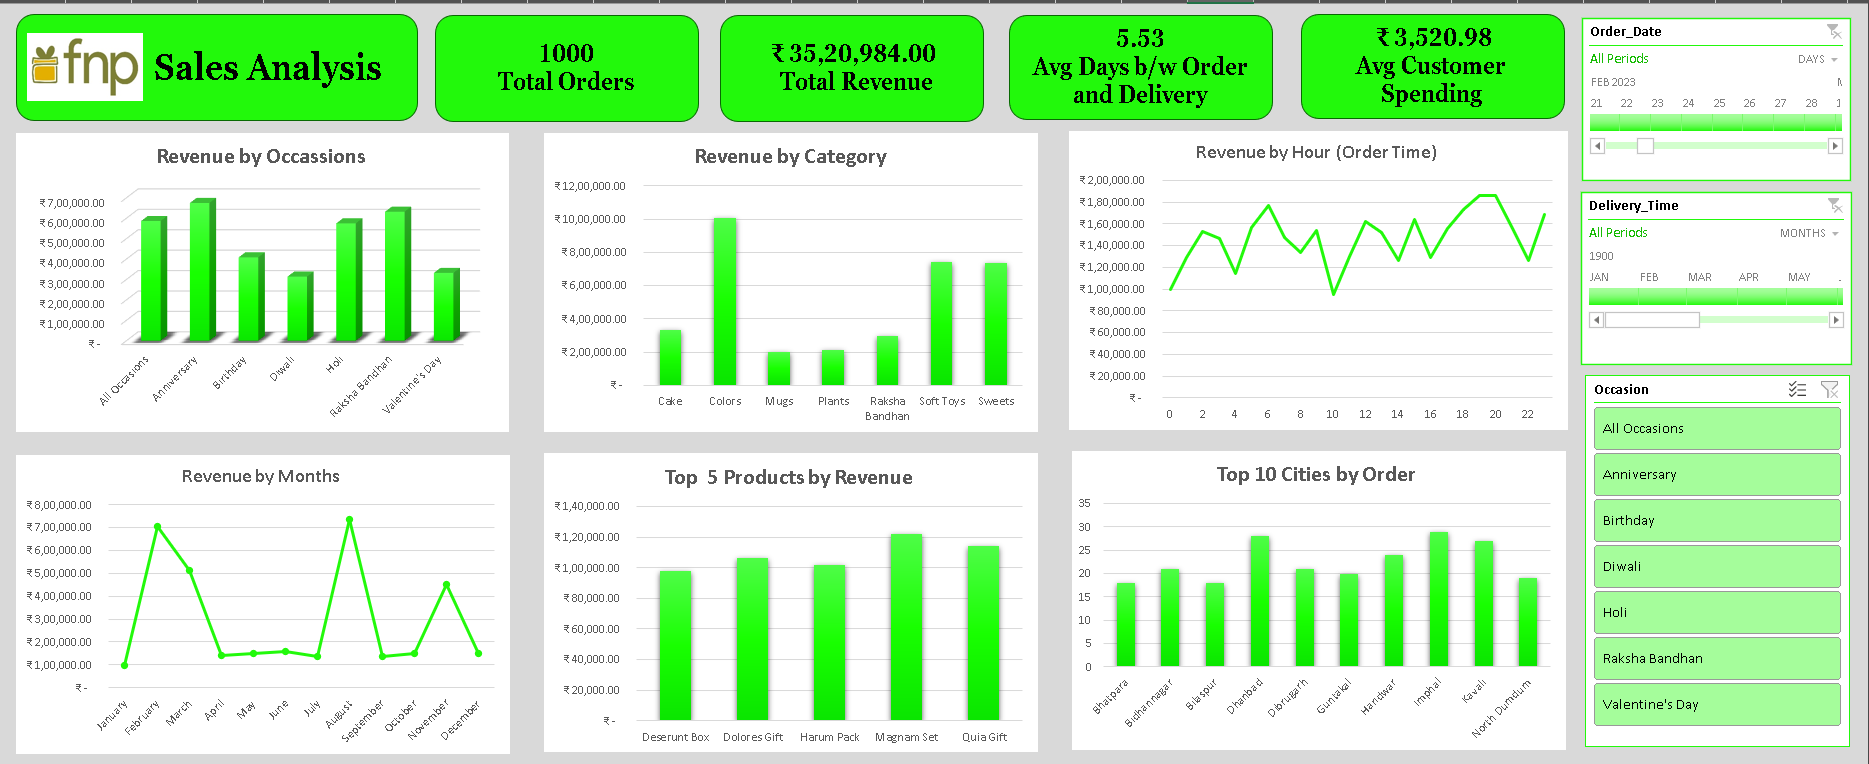 fnp Sales Analysis
1000
Total Orders
₹ 35,20,984.00
Total Revenue
5.53
Avg Days b/w Order
and Delivery
₹ 3,520.98
Avg Customer
Spending
Order_Date
All Periods
DAYS
FEB 2023
21 22 23 24 25 26 27 28 1
Delivery_Time
All Periods
MONTHS
1900
JAN FEB MAR APR MAY
Occasion
All Occasions
Anniversary
Birthday
Diwali
Holi
Raksha Bandhan
Valentine's Day
Revenue by Occassions
₹7,00,000.00
₹6,00,000.00
₹5,00,000.00
₹4,00,000.00
₹3,00,000.00
₹2,00,000.00
₹1,00,000.00
₹-
All Occasions
Anniversary
Birthday
Diwali
Holi
Raksha Bandhan
Valentine's Day
Revenue by Category
₹12,00,000.00
₹10,00,000.00
₹8,00,000.00
₹6,00,000.00
₹4,00,000.00
₹2,00,000.00
₹-
Cake Colors Mugs Plants Raksha Bandhan Soft Toys Sweets
Revenue by Hour (Order Time)
₹2,00,000.00
₹1,80,000.00
₹1,60,000.00
₹1,40,000.00
₹1,20,000.00
₹1,00,000.00
₹80,000.00
₹60,000.00
₹40,000.00
₹20,000.00
₹-
0 2 4 6 8 10 12 14 16 18 20 22
Revenue by Months
₹8,00,000.00
₹7,00,000.00
₹6,00,000.00
₹5,00,000.00
₹4,00,000.00
₹3,00,000.00
₹2,00,000.00
₹1,00,000.00
₹-
January
February
March
April
May
June
July
August
September
October
November
December
Top  5 Products by Revenue
₹1,40,000.00
₹1,20,000.00
₹1,00,000.00
₹80,000.00
₹60,000.00
₹40,000.00
₹20,000.00
₹-
Deserunt Box Dolores Gift Harum Pack Magnam Set Quia Gift
Top 10 Cities by Order
35
30
25
20
15
10
5
0
Bhatpara
Bidhannagar
Bilaspur
Dhanbad
Dibrugarh
Guntakal
Haridwar
Imphal
Kavali
North Dumdum